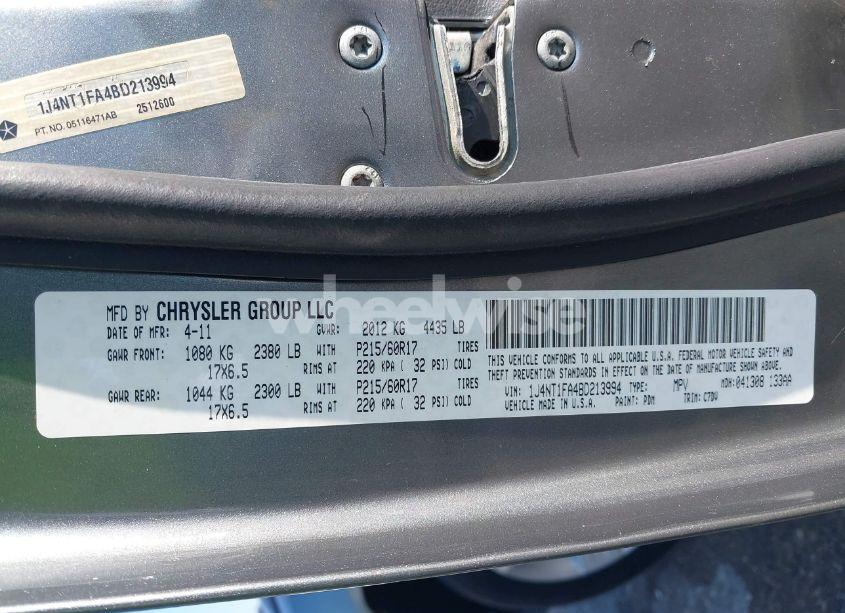 1J4NT1FA4BD213994
PT. NO. 05116471AB 2512600
MFD BY CHRYSLER GROUP LLC
DATE OF MFR 4-11 GVWR: 2012 KG 4435 LB
GAWR FRONT: 1080 KG 2380 LB WITH P215/60R17 TIRES
17X6.5 RIMS AT 220 KPA ( 32 PSI) COLD
GAWR REAR: 1044 KG 2300 LB WITH P215/60R17 TIRES
17X6.5 RIMS AT 220 KPA ( 32 PSI) COLD
THIS VEHICLE CONFORMS TO ALL APPLICABLE U.S.A. FEDERAL MOTOR VEHICLE SAFETY AND
THEFT PREVENTION STANDARDS IN EFFECT ON THE DATE OF MANUFACTURE SHOWN ABOVE.
VIN: 1J4NT1FA4BD213994 TYPE: MPV MDH: 041308 133AA
VEHICLE MADE IN U.S.A. PAINT: PDM TRIM: C7DV
wheelwise